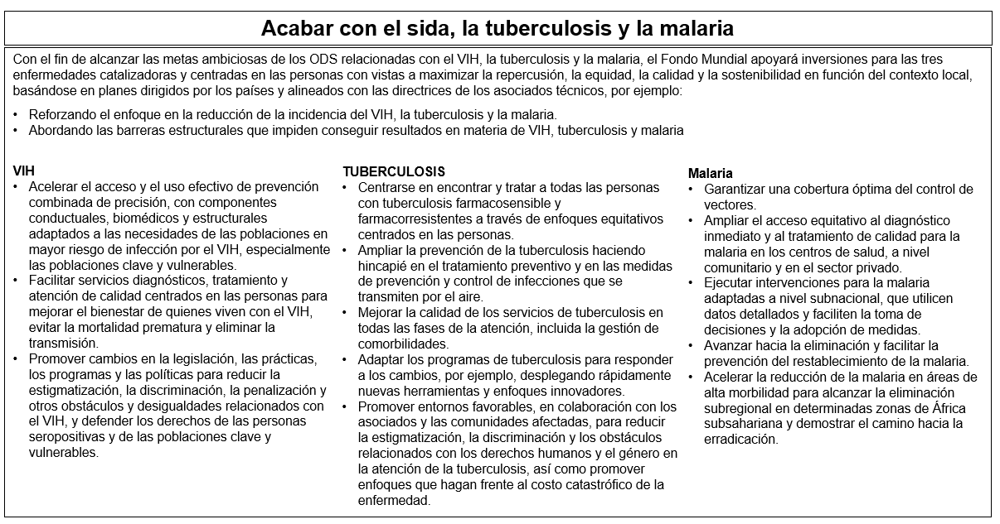 Acabar con el sida, la tuberculosis y la malaria
Con el fin de alcanzar las metas ambiciosas de los ODS relacionadas con el VIH, la tuberculosis y la malaria, el Fondo Mundial apoyará inversiones para las tres
enfermedades catalizadoras y centradas en las personas con vistas a maximizar la repercusión, la equidad, la calidad y la sostenibilidad en función del contexto local,
basándose en planes dirigidos por los países y alineados con las directrices de los asociados técnicos, por ejemplo:
• Reforzando el enfoque en la reducción de la incidencia del VIH, la tuberculosis y la malaria.
• Abordando las barreras estructurales que impiden conseguir resultados en materia de VIH, tuberculosis y malaria
VIH
• Acelerar el acceso y el uso efectivo de prevención
combinada de precisión, con componentes
conductuales, biomédicos y estructurales
adaptados a las necesidades de las poblaciones en
mayor riesgo de infección por el VIH, especialmente
las poblaciones clave y vulnerables.
• Facilitar servicios diagnósticos, tratamiento y
atención de calidad centrados en las personas para
mejorar el bienestar de quienes viven con el VIH,
evitar la mortalidad prematura y eliminar la
transmisión.
• Promover cambios en la legislación, las prácticas,
los programas y las políticas para reducir la
estigmatización, la discriminación, la penalización y
otros obstáculos y desigualdades relacionados con
el VIH, y defender los derechos de las personas
seropositivas y de las poblaciones clave y
vulnerables.
TUBERCULOSIS
• Centrarse en encontrar y tratar a todas las personas
con tuberculosis farmacosensible y
farmacorresistentes a través de enfoques equitativos
centrados en las personas.
• Ampliar la prevención de la tuberculosis haciendo
hincapié en el tratamiento preventivo y en las medidas
de prevención y control de infecciones que se
transmiten por el aire.
• Mejorar la calidad de los servicios de tuberculosis en
todas las fases de la atención, incluida la gestión de
comorbilidades.
• Adaptar los programas de tuberculosis para responder
a los cambios, por ejemplo, desplegando rápidamente
nuevas herramientas y enfoques innovadores.
• Promover entornos favorables, en colaboración con los
asociados y las comunidades afectadas, para reducir
la estigmatización, la discriminación y los obstáculos
relacionados con los derechos humanos y el género en
la atención de la tuberculosis, así como promover
enfoques que hagan frente al costo catastrófico de la
enfermedad.
Malaria
• Garantizar una cobertura óptima del control de
vectores.
• Ampliar el acceso equitativo al diagnóstico
inmediato y al tratamiento de calidad para la
malaria en los centros de salud, a nivel
comunitario y en el sector privado.
• Ejecutar intervenciones para la malaria
adaptadas a nivel subnacional, que utilicen
datos detallados y faciliten la toma de
decisiones y la adopción de medidas.
• Avanzar hacia la eliminación y facilitar la
prevención del restablecimiento de la malaria.
• Acelerar la reducción de la malaria en áreas de
alta morbilidad para alcanzar la eliminación
subregional en determinadas zonas de África
subsahariana y demostrar el camino hacia la
erradicación.